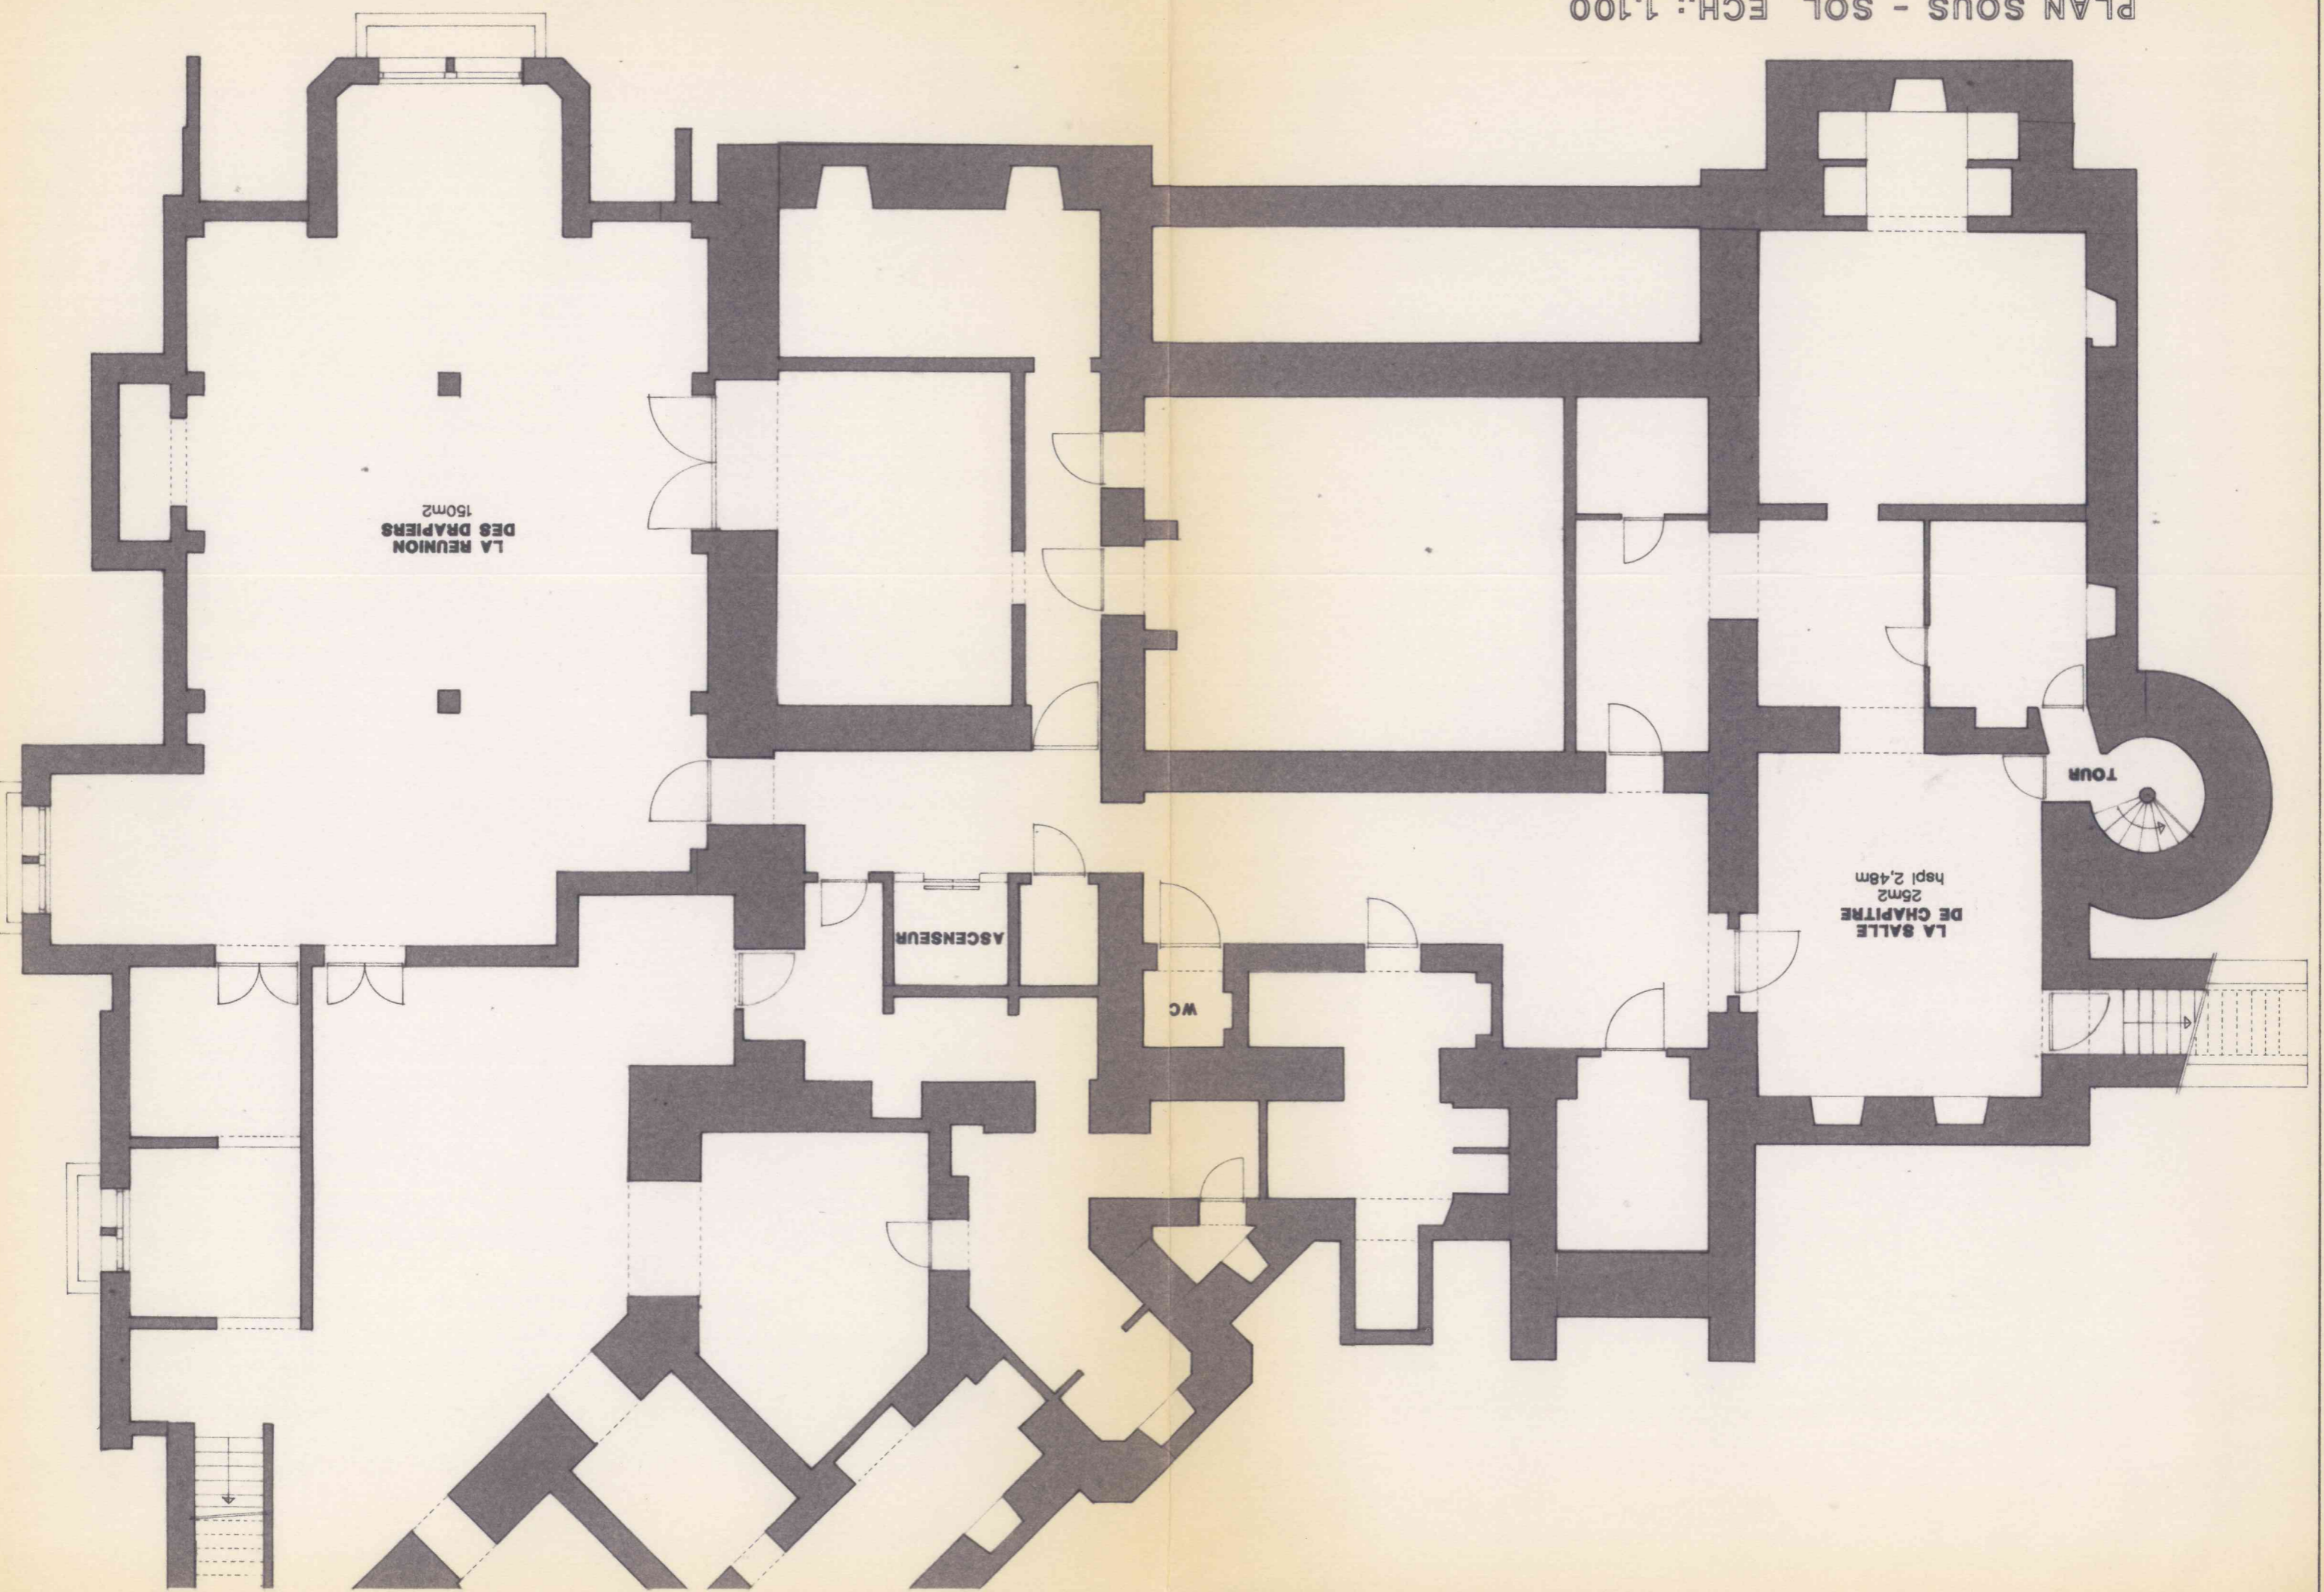 PLAN SOUS - SOL ECH.: 1.100
LA REUNION
DES DRAPIERS
150m2
LA SALLE
DE CHAPITRE
25m2
hspl 2,48m
TOUR
ASCENSEUR
WC